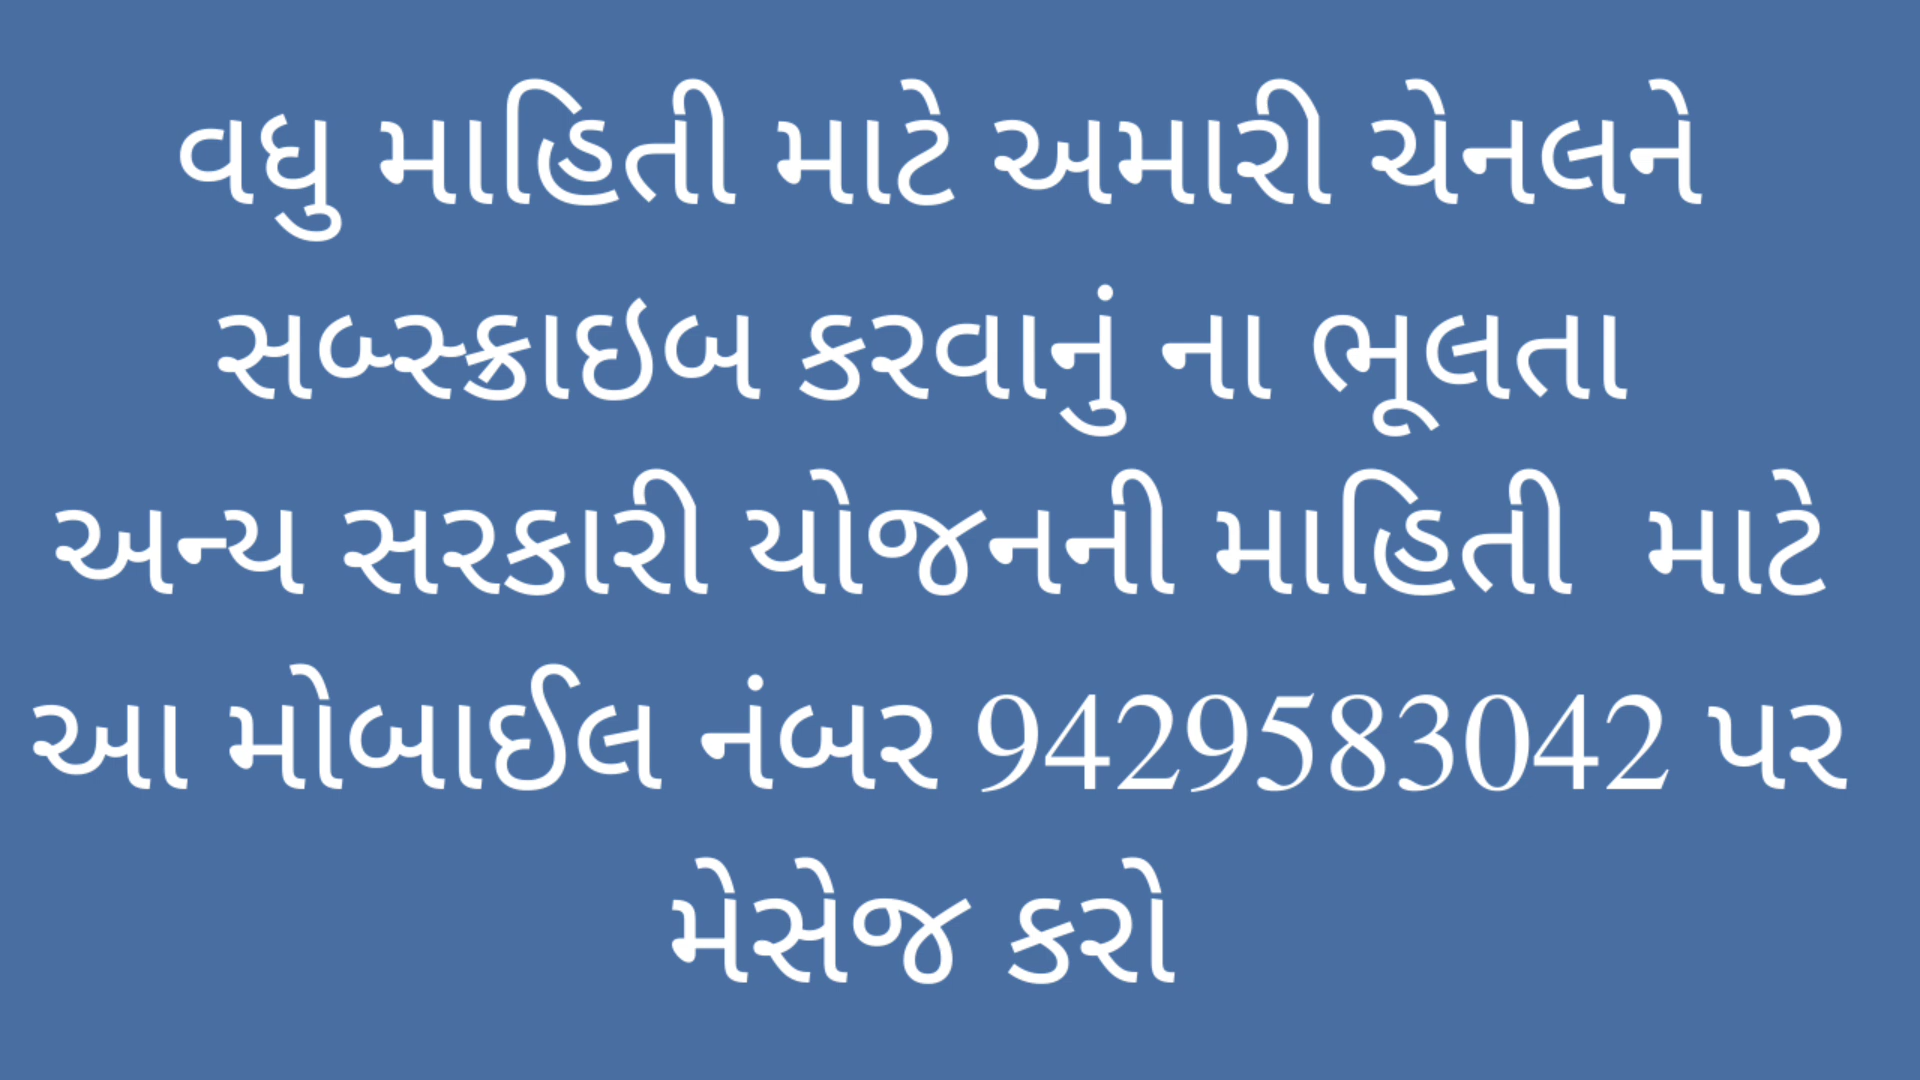 વધુ માહિતી માટે અમારી ચેનલને
સબ્સ્ક્રાઇબ કરવાનું ના ભૂલતા
અન્ય સરકારી યોજનની માહિતી  માટે
આ મોબાઈલ નંબર 9429583042 પર
મેસેજ કરો